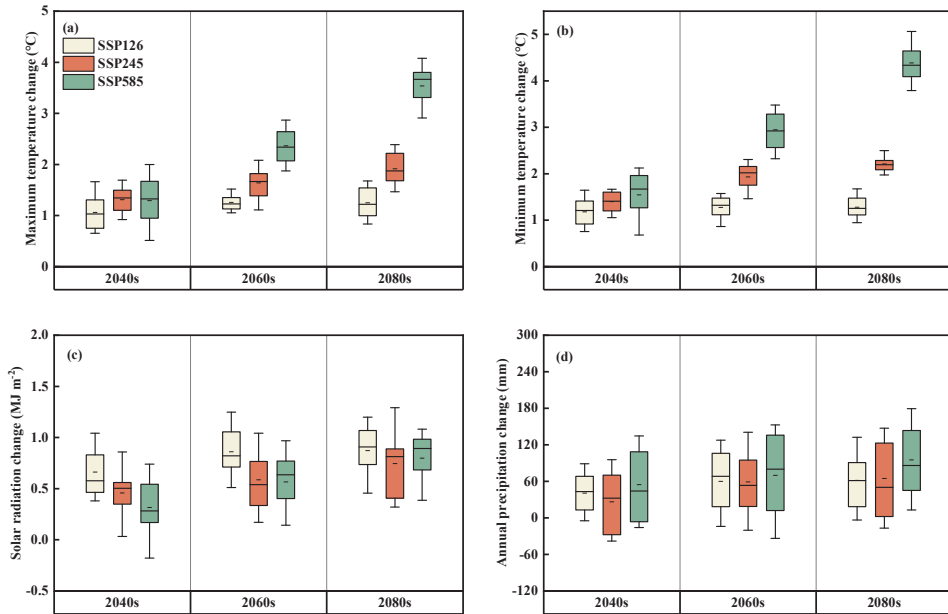 (a)
SSP126
SSP245
SSP585
Maximum temperature change (°C)
5
4
3
2
1
0
2040s 2060s 2080s
(b)
Minimum temperature change (°C)
5
4
3
2
1
0
2040s 2060s 2080s
(c)
Solar radiation change (MJ m-2)
2.0
1.5
1.0
0.5
0.0
-0.5
2040s 2060s 2080s
(d)
Annual precipitation change (mm)
300
240
180
120
60
0
-60
-120
2040s 2060s 2080s